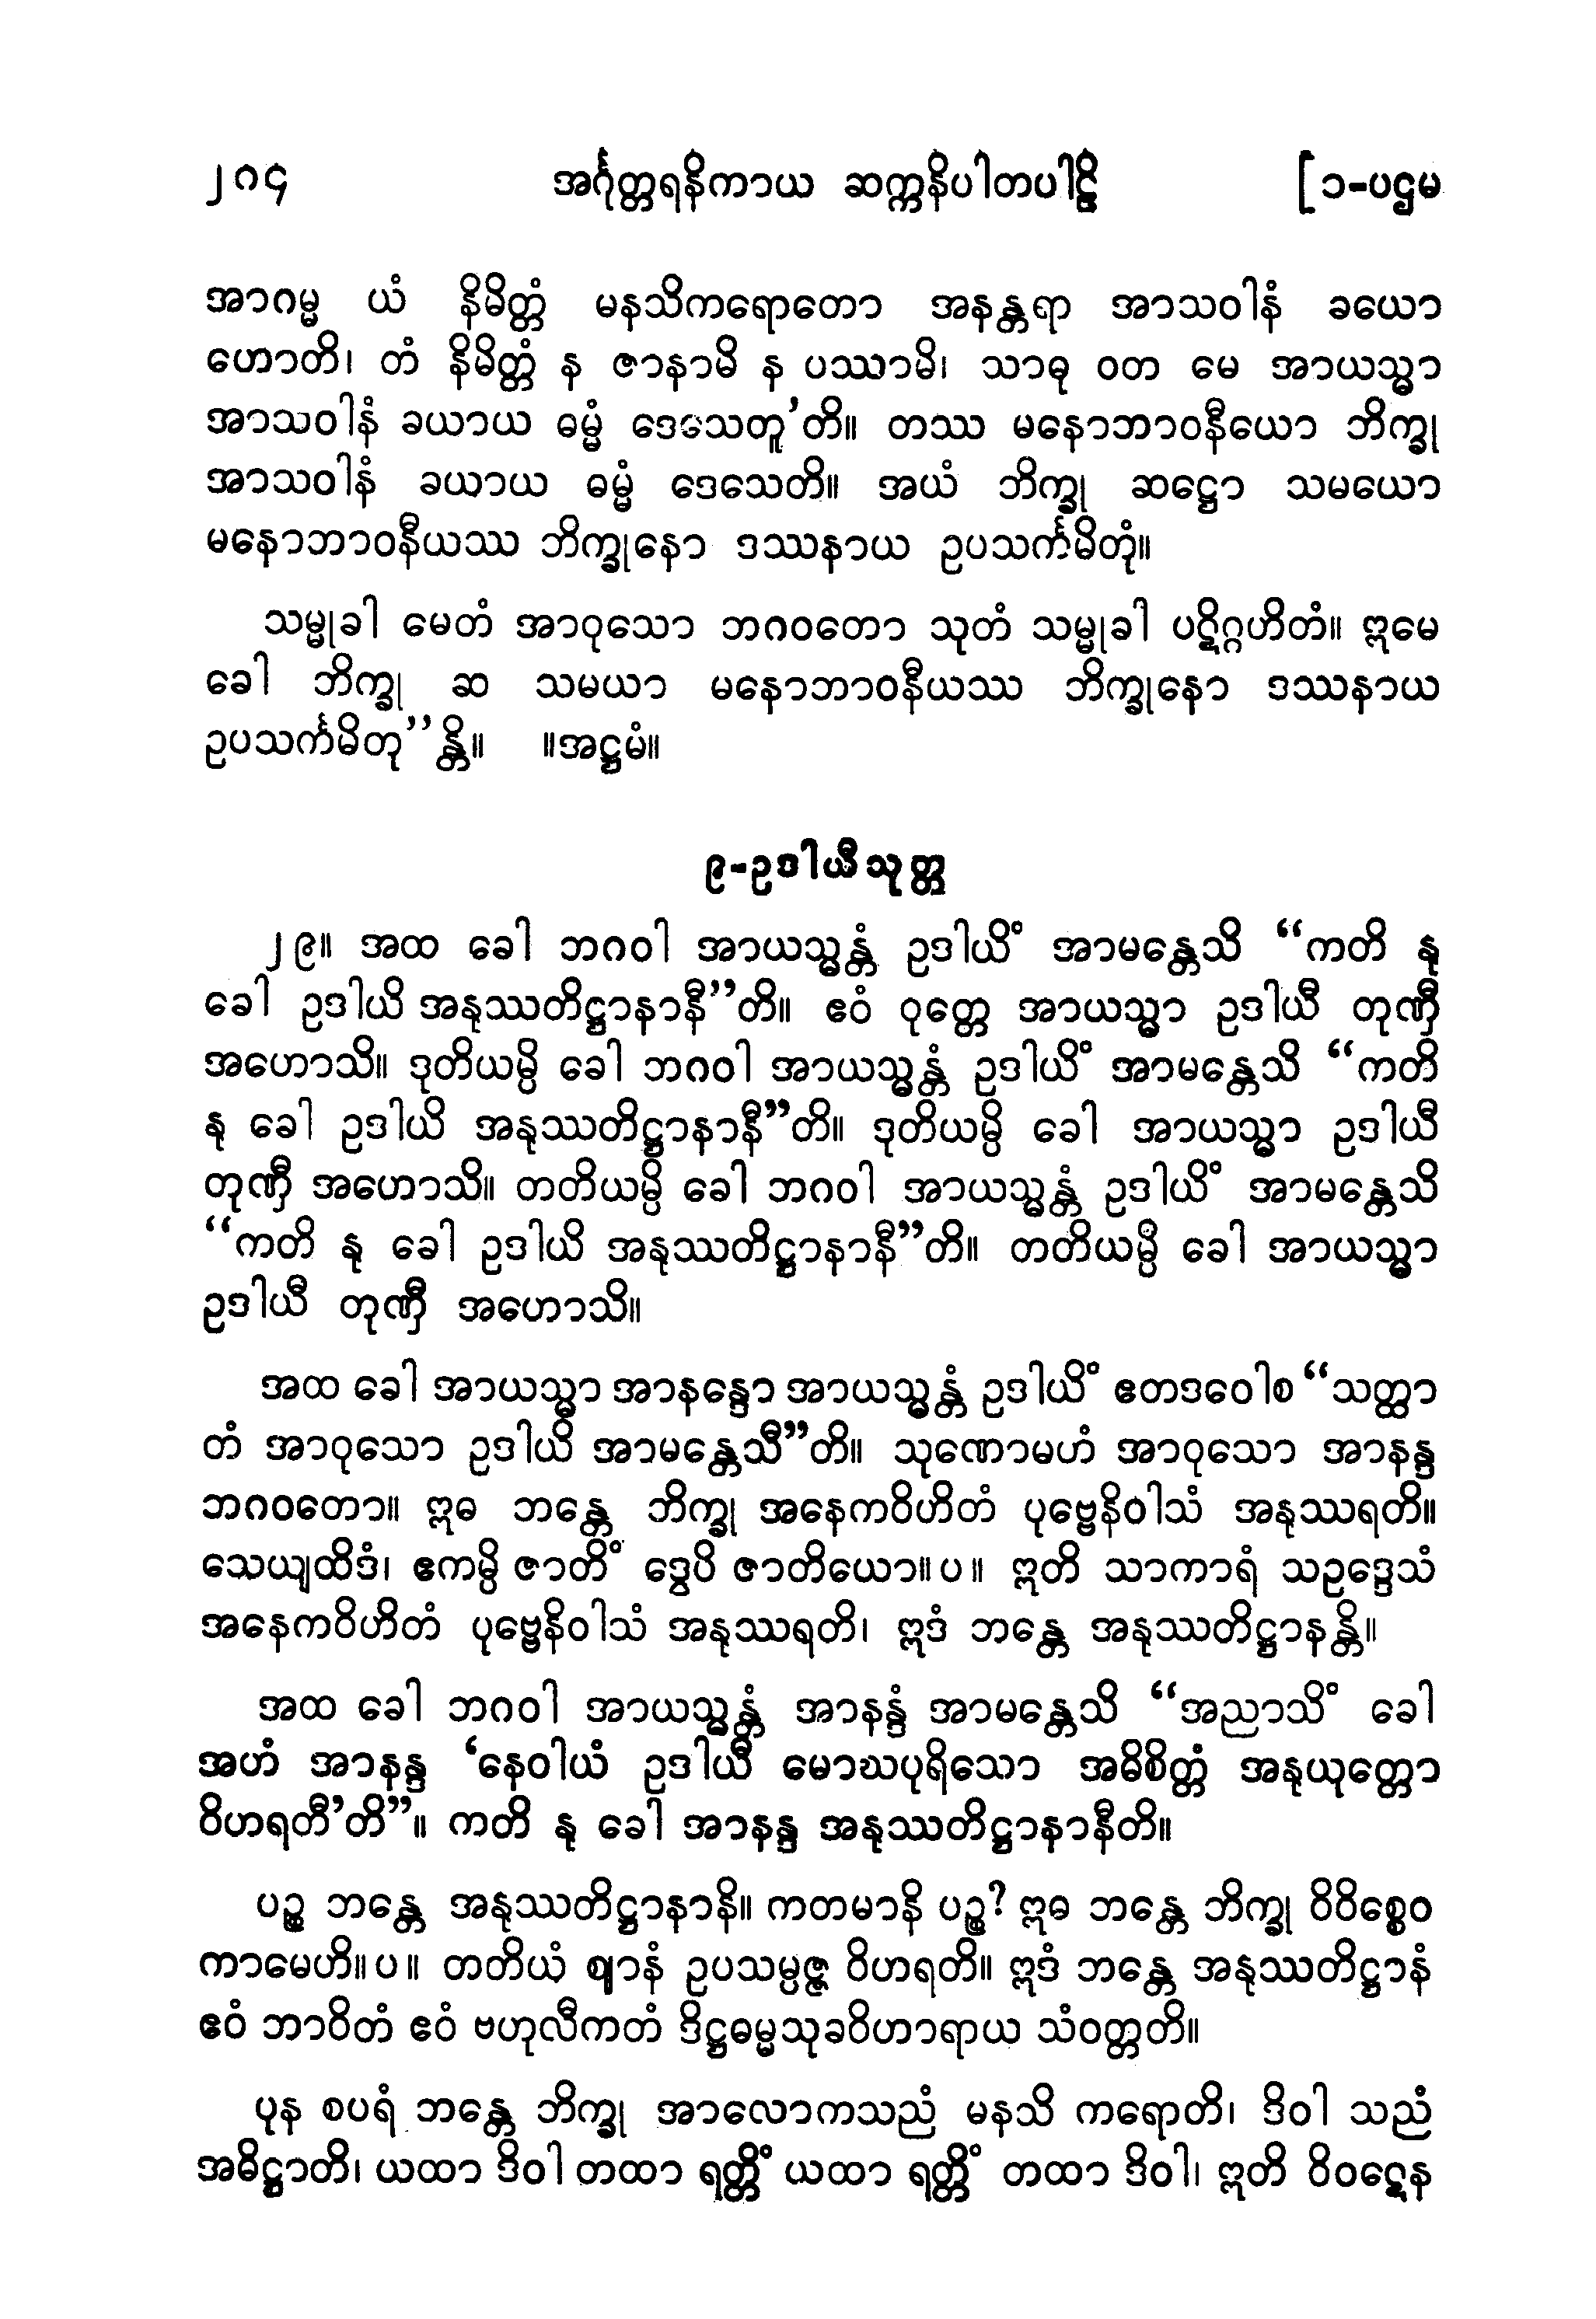 ၂၈၄ အင်္ဂုတ္တရနိကာယ ဆက္ကနိပါတပါဠိ [၁-ပဌမ
အာဂမ္မ ယံ နိမိတ္တံ မနသိကရောတော အနန္တရာ အာသဝါနံ ခယော
ဟောတိ၊ တံ နိမိတ္တံ န ဇာနာမိ န ပဿာမိ၊ သာဓု ဝတ မေ အာယသ္မာ
အာသဝါနံ ခယာယ ဓမ္မံ ဒေသေတူ’တိ။ တဿ မနောဘာဝနီယော ဘိက္ခု
အာသဝါနံ ခယာယ ဓမ္မံ ဒေသေတိ။ အယံ ဘိက္ခု ဆဋ္ဌော သမယော
မနောဘာဝနီယဿ ဘိက္ခုနော ဒဿနာယ ဥပသင်္ကမိတုံ။
သမ္မုခါ မေတံ အာဝုသော ဘဂဝတော သုတံ သမ္မုခါ ပဋိဂ္ဂဟိတံ။ ဣမေ
ခေါ ဘိက္ခု ဆ သမယာ မနောဘာဝနီယဿ ဘိက္ခုနော ဒဿနာယ
ဥပသင်္ကမိတု’’န္တိ။ ။အဋ္ဌမံ။
၉-ဥဒါယီသုတ္တ
၂၉။ အထ ခေါ ဘဂဝါ အာယသ္မန္တံ ဥဒါယိံ အာမန္တေသိ “ကတိ နု
ခေါ ဥဒါယိ အနုဿတိဋ္ဌာနာနီ”တိ။ ဧဝံ ဝုတ္တေ အာယသ္မာ ဥဒါယီ တုဏှီ
အဟောသိ။ ဒုတိယမ္ပိ ခေါ ဘဂဝါ အာယသ္မန္တံ ဥဒါယိံ အာမန္တေသိ “ကတိ
နု ခေါ ဥဒါယိ အနုဿတိဋ္ဌာနာနီ”တိ။ ဒုတိယမ္ပိ ခေါ အာယသ္မာ ဥဒါယီ
တုဏှီ အဟောသိ။ တတိယမ္ပိ ခေါ ဘဂဝါ အာယသ္မန္တံ ဥဒါယိံ အာမန္တေသိ
“ကတိ နု ခေါ ဥဒါယိ အနုဿတိဋ္ဌာနာနီ”တိ။ တတိယမ္ပိ ခေါ အာယသ္မာ
ဥဒါယီ တုဏှီ အဟောသိ။
အထ ခေါ အာယသ္မာ အာနန္ဒော အာယသ္မန္တံ ဥဒါယိံ ဧတဒဝေါစ “သတ္ထာ
တံ အာဝုသော ဥဒါယိ အာမန္တေသီ”တိ။ သုဏောမဟံ အာဝုသော အာနန္ဒ
ဘဂဝတော။ ဣဓ ဘန္တေ ဘိက္ခု အနေကဝိဟိတံ ပုဗ္ဗေနိဝါသံ အနုဿရတိ။
သေယျထိဒံ၊ ဧကမ္ပိ ဇာတိံ ဒွေပိ ဇာတိယော။ပ။ ဣတိ သာကာရံ သဥဒ္ဒေသံ
အနေကဝိဟိတံ ပုဗ္ဗေနိဝါသံ အနုဿရတိ၊ ဣဒံ ဘန္တေ အနုဿတိဋ္ဌာနန္တိ။
အထ ခေါ ဘဂဝါ အာယသ္မန္တံ အာနန္ဒံ အာမန္တေသိ “အညာသိံ ခေါ
အဟံ အာနန္ဒ ‘နေဝါယံ ဥဒါယီ မောဃပုရိသော အဓိစိတ္တံ အနုယုတ္တော
ဝိဟရတီ’တိ”။ ကတိ နု ခေါ အာနန္ဒ အနုဿတိဋ္ဌာနာနီတိ။
ပဉ္စ ဘန္တေ အနုဿတိဋ္ဌာနာနိ။ ကတမာနိ ပဉ္စ? ဣဓ ဘန္တေ ဘိက္ခု ဝိဝိစ္စေဝ
ကာမေဟိ။ပ။ တတိယံ ဈာနံ ဥပသမ္ပဇ္ဇ ဝိဟရတိ။ ဣဒံ ဘန္တေ အနုဿတိဋ္ဌာနံ
ဧဝံ ဘာဝိတံ ဧဝံ ဗဟုလီကတံ ဒိဋ္ဌဓမ္မသုခဝိဟာရာယ သံဝတ္တတိ။
ပုန စပရံ ဘန္တေ ဘိက္ခု အာလောကသညံ မနသိ ကရောတိ၊ ဒိဝါ သညံ
အဓိဋ္ဌာတိ၊ ယထာ ဒိဝါ တထာ ရတ္တိံ ယထာ ရတ္တိံ တထာ ဒိဝါ၊ ဣတိ ဝိဝဋ္ဋေန